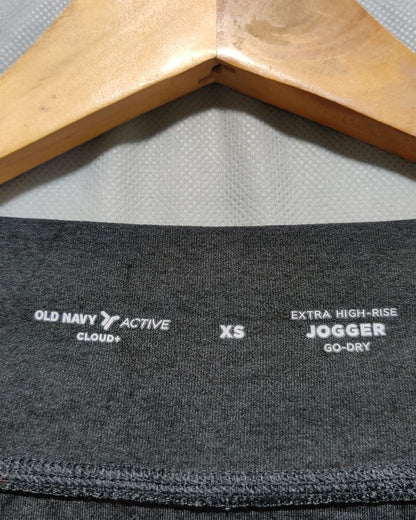 OLD NAVY ACTIVE
CLOUD+
XS
EXTRA HIGH-RISE
JOGGER
GO-DRY